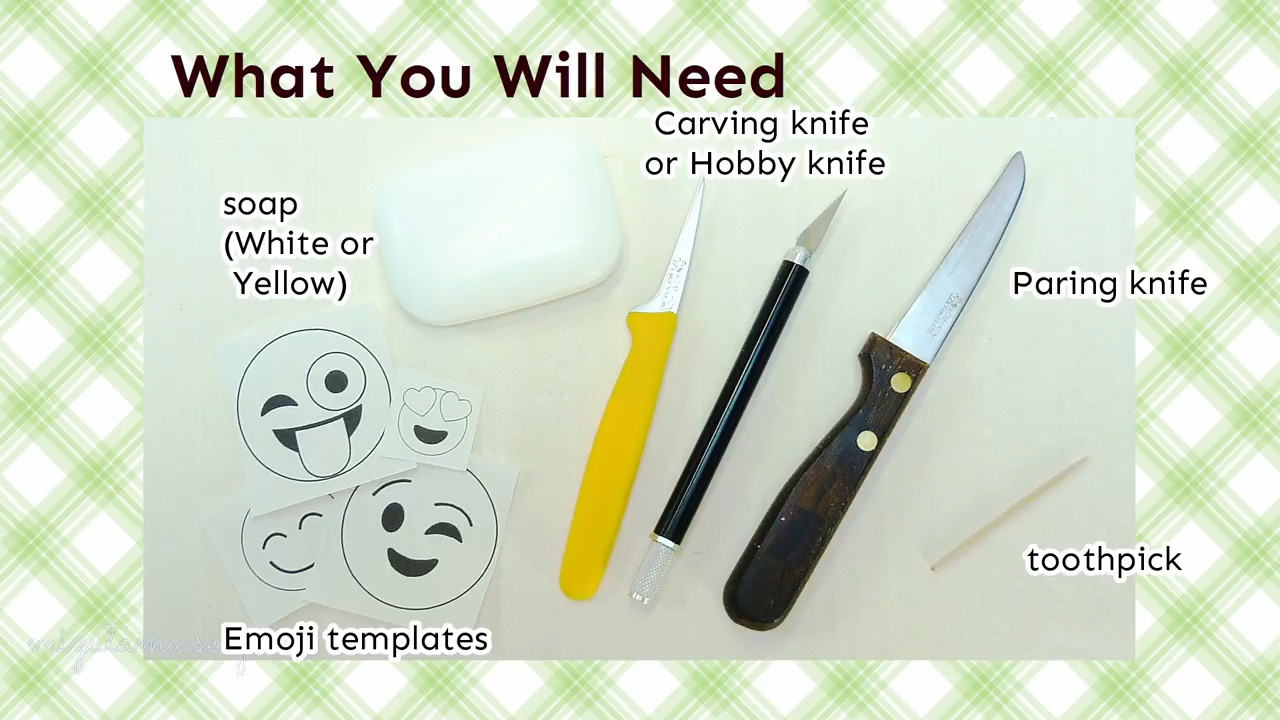 What You Will Need
Carving knife
or Hobby knife
soap
(White or
Yellow)
Paring knife
toothpick
Emoji templates